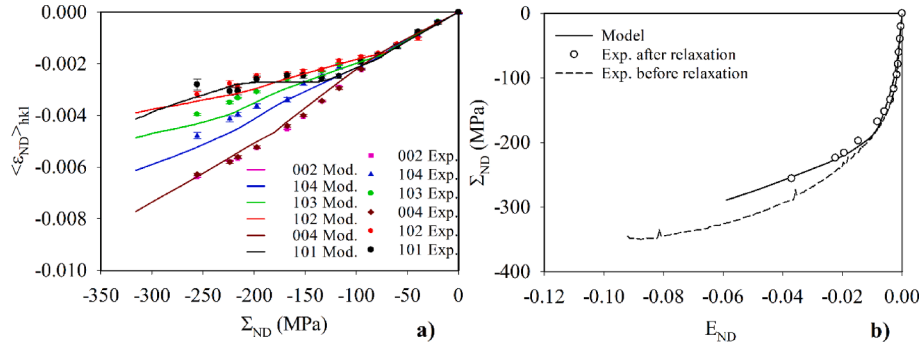 0.000
-0.002
-0.004
-0.006
-0.008
-0.010
<ε_ND>_hkl
002 Mod.
104 Mod.
103 Mod.
102 Mod.
004 Mod.
101 Mod.
002 Exp.
104 Exp.
103 Exp.
004 Exp.
102 Exp.
101 Exp.
-350 -300 -250 -200 -150 -100 -50 0
Σ_ND (MPa)
a)
0
-100
-200
-300
-400
Σ_ND (MPa)
Model
Exp. after relaxation
Exp. before relaxation
-0.12 -0.10 -0.08 -0.06 -0.04 -0.02 0.00
E_ND
b)